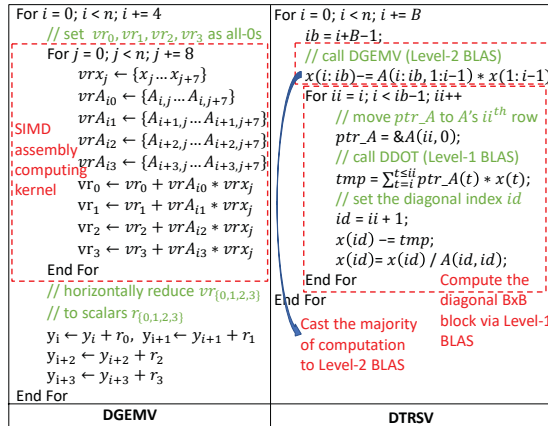 For i = 0; i < n; i += 4
// set vr₀, vr₁, vr₂, vr₃ as all-0s
For j = 0; j < n; j += 8
vrxⱼ ← {xⱼ … xⱼ₊₇}
vrAᵢ₀ ← {Aᵢ,ⱼ … Aᵢ,ⱼ₊₇}
vrAᵢ₁ ← {Aᵢ₊₁,ⱼ … Aᵢ₊₁,ⱼ₊₇}
vrAᵢ₂ ← {Aᵢ₊₂,ⱼ … Aᵢ₊₂,ⱼ₊₇}
vrAᵢ₃ ← {Aᵢ₊₃,ⱼ … Aᵢ₊₃,ⱼ₊₇}
vr₀ ← vr₀ + vrAᵢ₀ * vrxⱼ
vr₁ ← vr₁ + vrAᵢ₁ * vrxⱼ
vr₂ ← vr₂ + vrAᵢ₂ * vrxⱼ
vr₃ ← vr₃ + vrAᵢ₃ * vrxⱼ
End For
SIMD
assembly
computing
kernel
// horizontally reduce vr{0,1,2,3}
// to scalars r{0,1,2,3}
yᵢ ← yᵢ + r₀, yᵢ₊₁ ← yᵢ₊₁ + r₁
yᵢ₊₂ ← yᵢ₊₂ + r₂
yᵢ₊₃ ← yᵢ₊₃ + r₃
End For
DGEMV
For i = 0; i < n; i += B
ib = i+B-1;
// call DGEMV (Level-2 BLAS)
x(i: ib)-= A(i: ib, 1: i-1) * x(1: i-1)
For ii = i; i < ib-1; ii++
// move ptr_A to A's iiᵗʰ row
ptr_A = &A(ii, 0);
// call DDOT (Level-1 BLAS)
tmp = ∑ₜ₌ᵢᵗ≤ⁱⁱ ptr_A(t) * x(t);
// set the diagonal index id
id = ii + 1;
x(id) -= tmp;
x(id)= x(id) / A(id, id);
End For
End For
Compute the
diagonal BxB
block via Level-1
BLAS
Cast the majority
of computation
to Level-2 BLAS
DTRSV